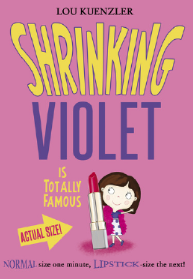 LOU KUENZLER
SHRINKING
VIOLET
IS
TOTALLY
FAMOUS
ACTUAL SIZE!
NORMAL-size one minute, LIPSTICK-size the next!